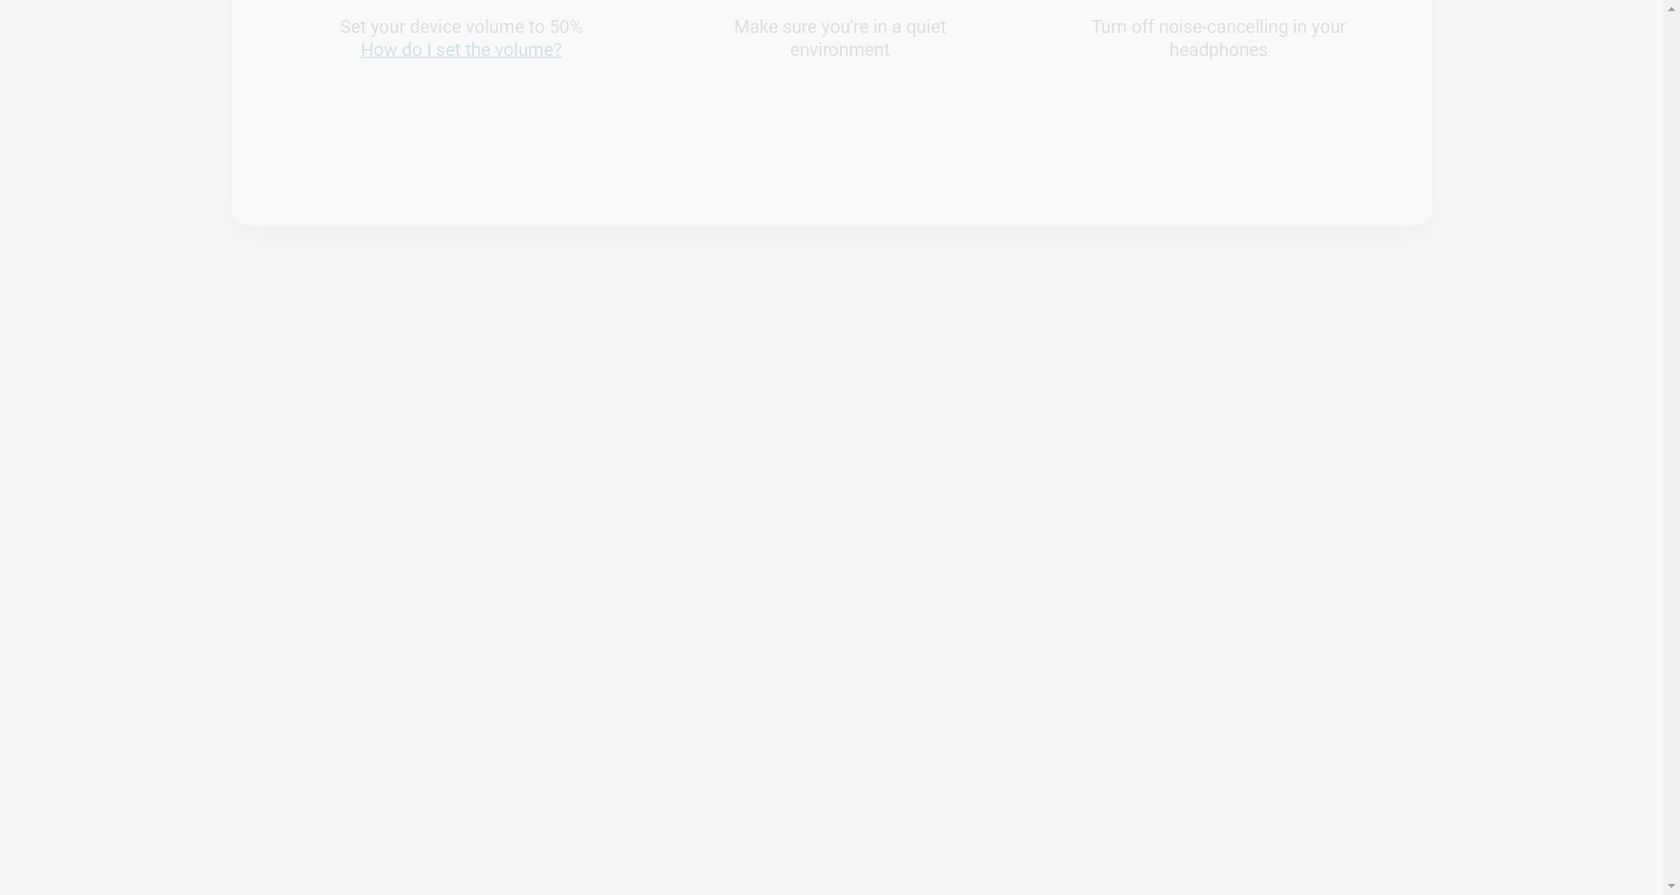 Set your device volume to 50%
How do I set the volume?
Make sure you're in a quiet
environment
Turn off noise-cancelling in your
headphones